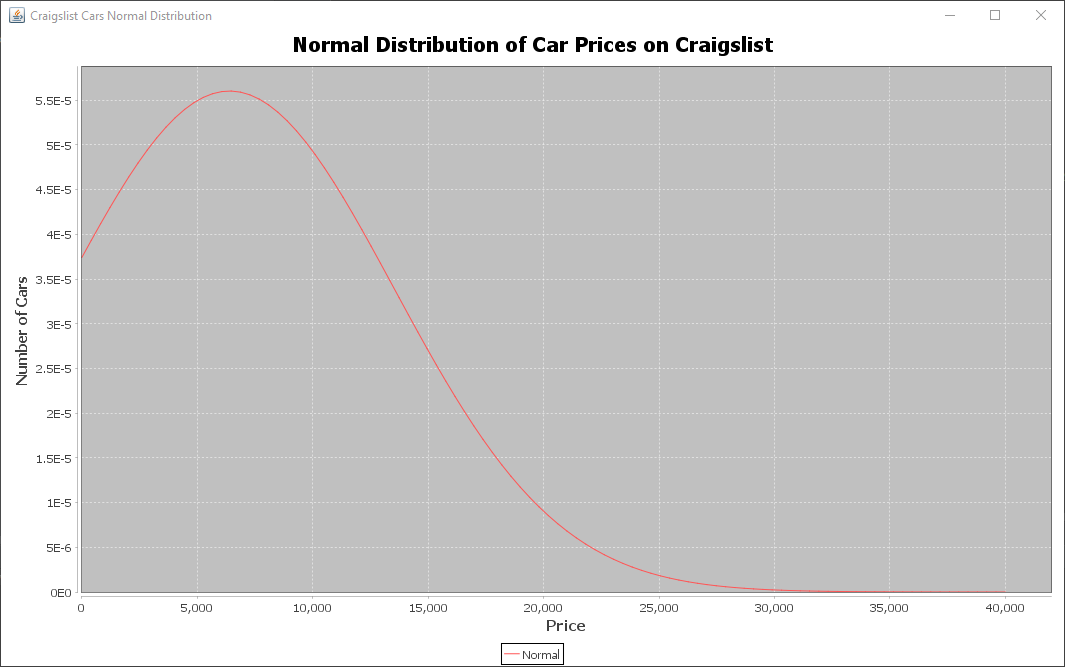 Craigslist Cars Normal Distribution
Normal Distribution of Car Prices on Craigslist
Number of Cars
5.5E-5
5E-5
4.5E-5
4E-5
3.5E-5
3E-5
2.5E-5
2E-5
1.5E-5
1E-5
5E-6
0E0
0 5,000 10,000 15,000 20,000 25,000 30,000 35,000 40,000
Price
Normal